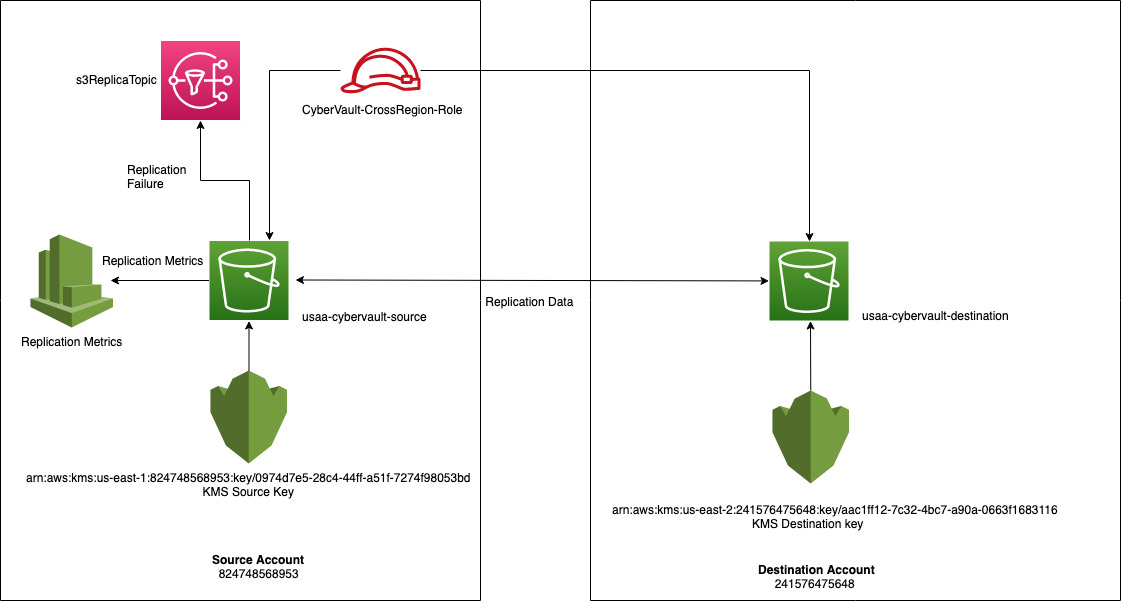 s3ReplicaTopic
CyberVault-CrossRegion-Role
Replication
Failure
Replication Metrics
Replication Data
usaa-cybervault-source
usaa-cybervault-destination
Replication Metrics
arn:aws:kms:us-east-1:824748568953:key/0974d7e5-28c4-44ff-a51f-7274f98053bd
KMS Source Key
arn:aws:kms:us-east-2:241576475648:key/aac1ff12-7c32-4bc7-a90a-0663f1683116
KMS Destination key
Source Account
824748568953
Destination Account
241576475648